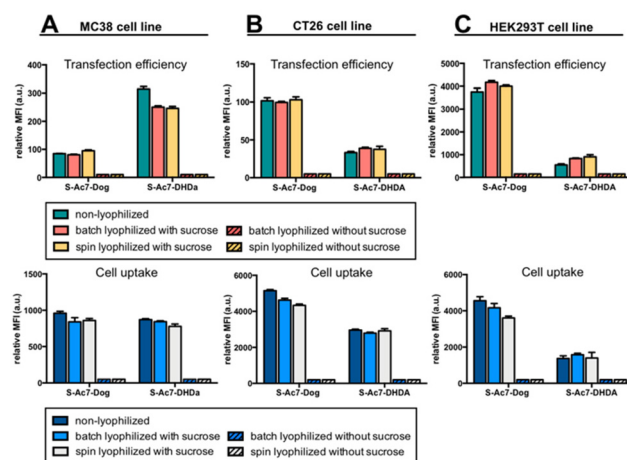 A MC38 cell line
B CT26 cell line
C HEK293T cell line
Transfection efficiency
relative MFI (a.u.)
400
300
200
100
0
S-Ac7-Dog
S-Ac7-DHDa
Transfection efficiency
relative MFI (a.u.)
150
100
50
0
S-Ac7-Dog
S-Ac7-DHDA
Transfection efficiency
relative MFI (a.u.)
5000
4000
3000
2000
1000
0
S-Ac7-Dog
S-Ac7-DHDA
non-lyophilized
batch lyophilized with sucrose
batch lyophilized without sucrose
spin lyophilized with sucrose
spin lyophilized without sucrose
Cell uptake
relative MFI (a.u.)
1500
1000
500
0
S-Ac7-Dog
S-Ac7-DHDa
Cell uptake
relative MFI (a.u.)
6000
4000
2000
0
S-Ac7-Dog
S-Ac7-DHDA
Cell uptake
relative MFI (a.u.)
6000
4000
2000
0
S-Ac7-Dog
S-Ac7-DHDA
non-lyophilized
batch lyophilized with sucrose
batch lyophilized without sucrose
spin lyophilized with sucrose
spin lyophilized without sucrose